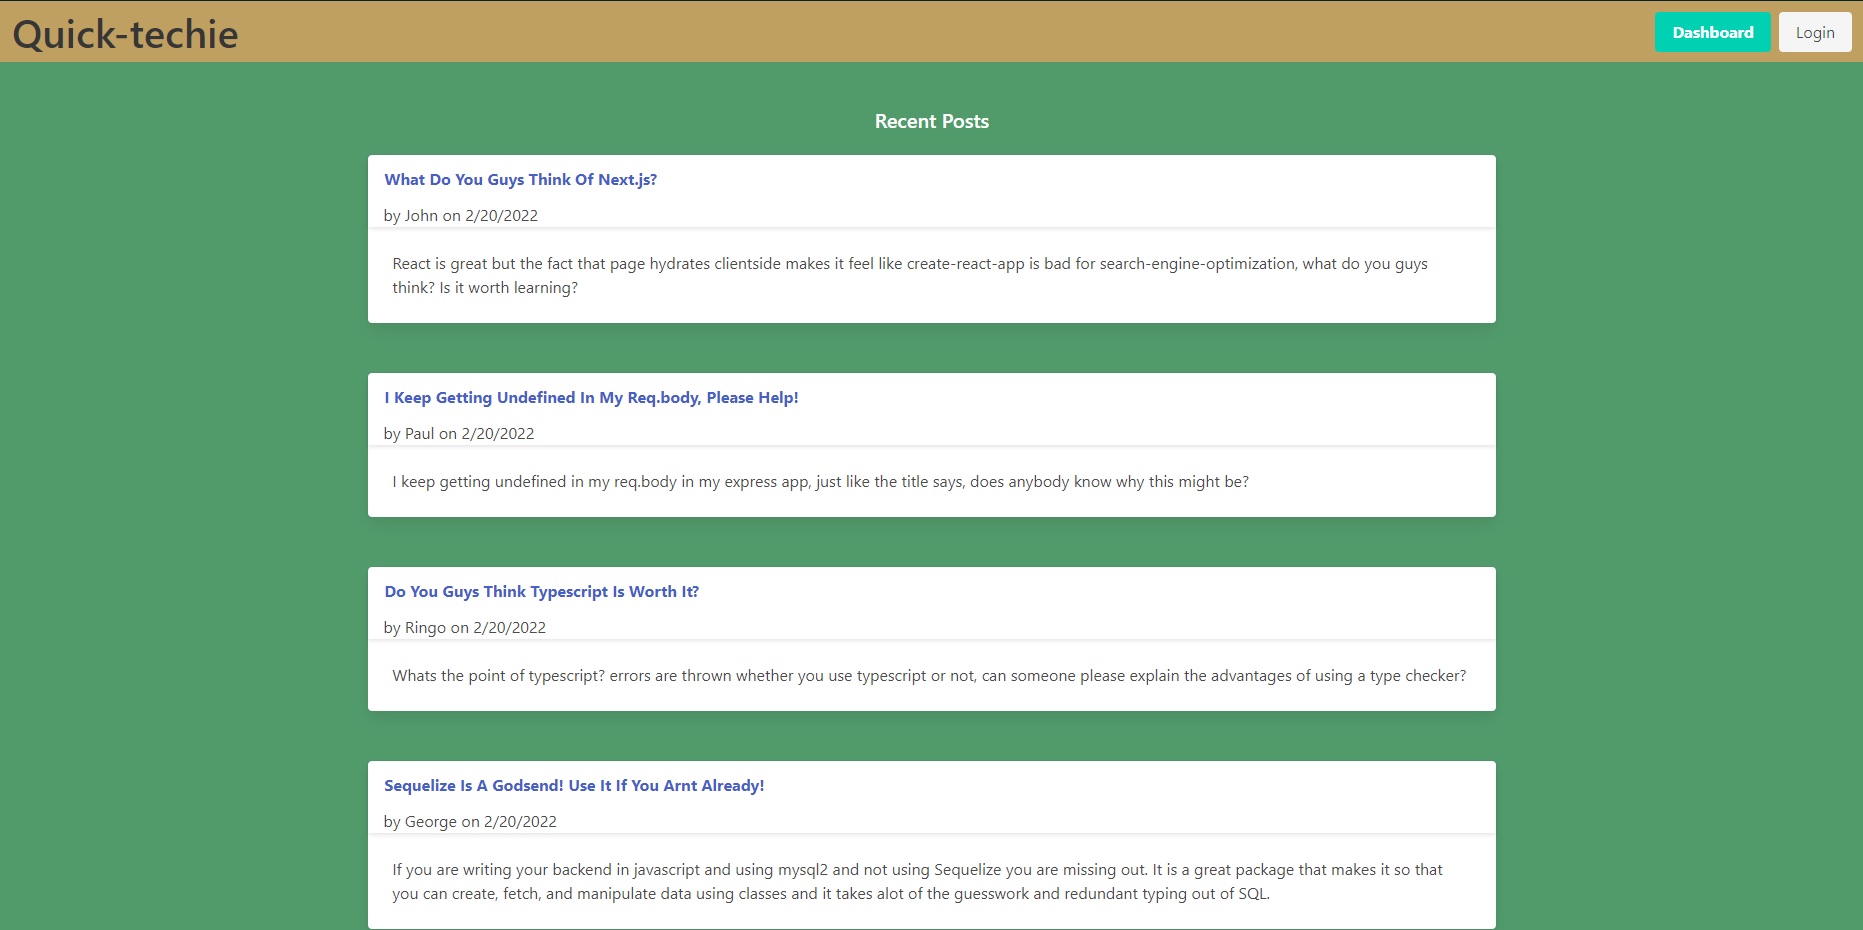 Quick-techie
Dashboard
Login
Recent Posts
What Do You Guys Think Of Next.js?
by John on 2/20/2022
React is great but the fact that page hydrates clientside makes it feel like create-react-app is bad for search-engine-optimization, what do you guys
think? Is it worth learning?
I Keep Getting Undefined In My Req.body, Please Help!
by Paul on 2/20/2022
I keep getting undefined in my req.body in my express app, just like the title says, does anybody know why this might be?
Do You Guys Think Typescript Is Worth It?
by Ringo on 2/20/2022
Whats the point of typescript? errors are thrown whether you use typescript or not, can someone please explain the advantages of using a type checker?
Sequelize Is A Godsend! Use It If You Arnt Already!
by George on 2/20/2022
If you are writing your backend in javascript and using mysql2 and not using Sequelize you are missing out. It is a great package that makes it so that
you can create, fetch, and manipulate data using classes and it takes alot of the guesswork and redundant typing out of SQL.